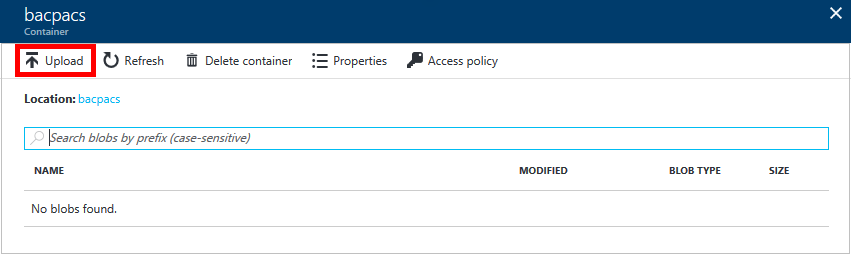 bacpacs
Container
Upload Refresh Delete container Properties Access policy
Location: bacpacs
Search blobs by prefix (case-sensitive)
NAME MODIFIED BLOB TYPE SIZE
No blobs found.